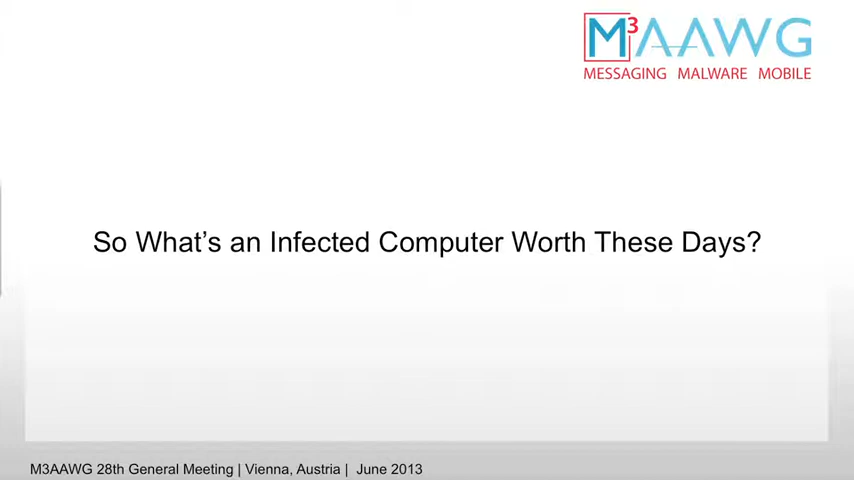 M3AAWG
MESSAGING MALWARE MOBILE
So What's an Infected Computer Worth These Days?
M3AAWG 28th General Meeting | Vienna, Austria | June 2013